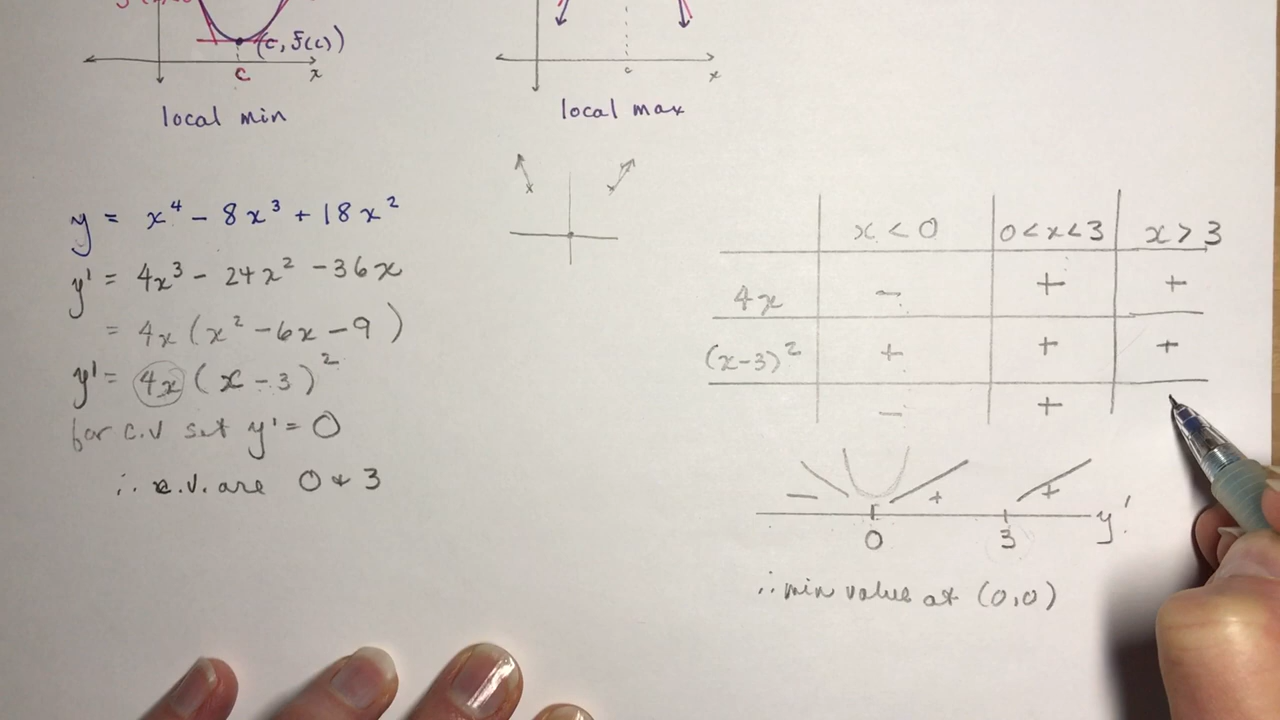 (c, f(c))
c x
local min
c x
local max
y = x⁴ - 8x³ + 18x²
y' = 4x³ - 24x² - 36x
= 4x(x² - 6x - 9)
y' = 4x(x - 3)²
for c.v set y' = 0
∴ c.v. are 0 & 3
x < 0 0 < x < 3 x > 3
4x - + +
(x-3)² + + +
- +
- + +
0 3 y'
∴ min value at (0,0)